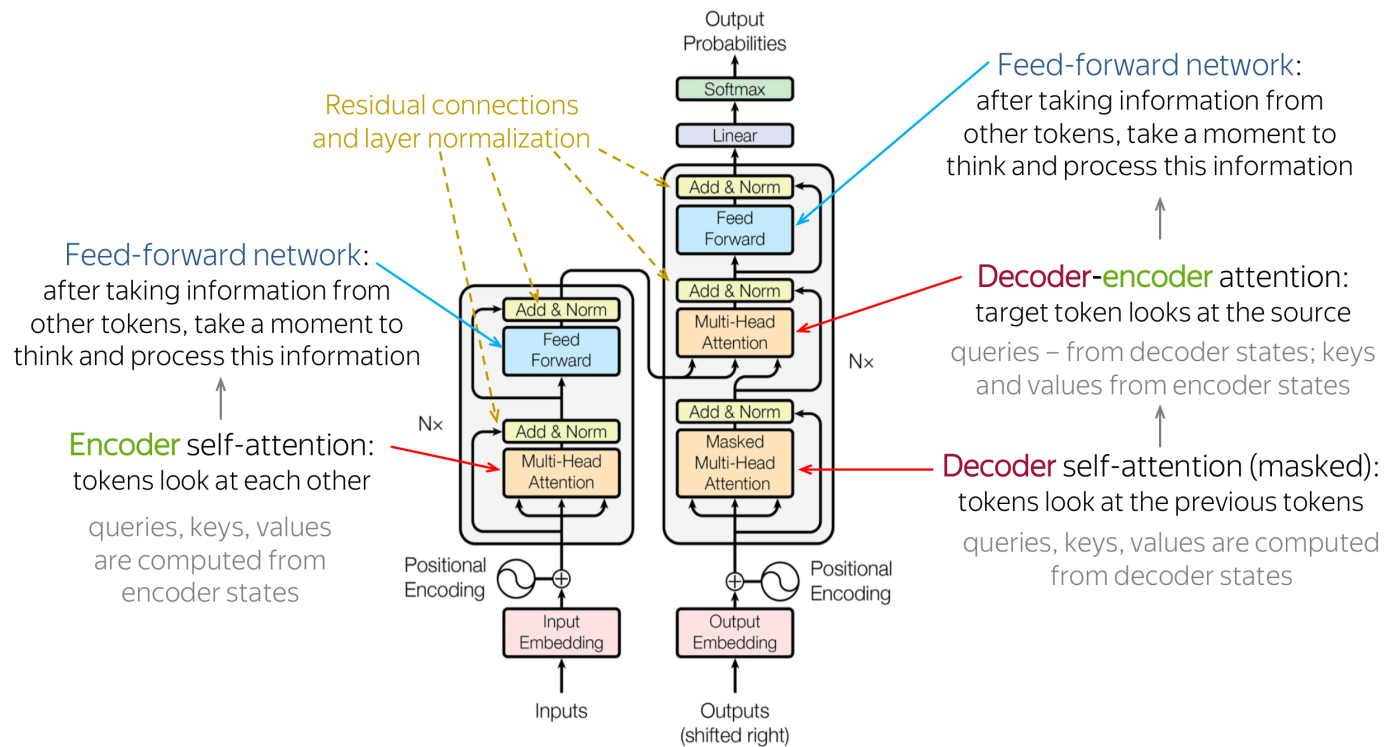 Output
Probabilities
Softmax
Linear
Add & Norm
Feed
Forward
Add & Norm
Multi-Head
Attention
Add & Norm
Masked
Multi-Head
Attention
Nx
Positional
Encoding
Output
Embedding
Outputs
(shifted right)
Add & Norm
Feed
Forward
Add & Norm
Multi-Head
Attention
Nx
Positional
Encoding
Input
Embedding
Inputs
Residual connections
and layer normalization
Feed-forward network:
after taking information from
other tokens, take a moment to
think and process this information
Encoder self-attention:
tokens look at each other
queries, keys, values
are computed from
encoder states
Feed-forward network:
after taking information from
other tokens, take a moment to
think and process this information
Decoder-encoder attention:
target token looks at the source
queries – from decoder states; keys
and values from encoder states
Decoder self-attention (masked):
tokens look at the previous tokens
queries, keys, values are computed
from decoder states